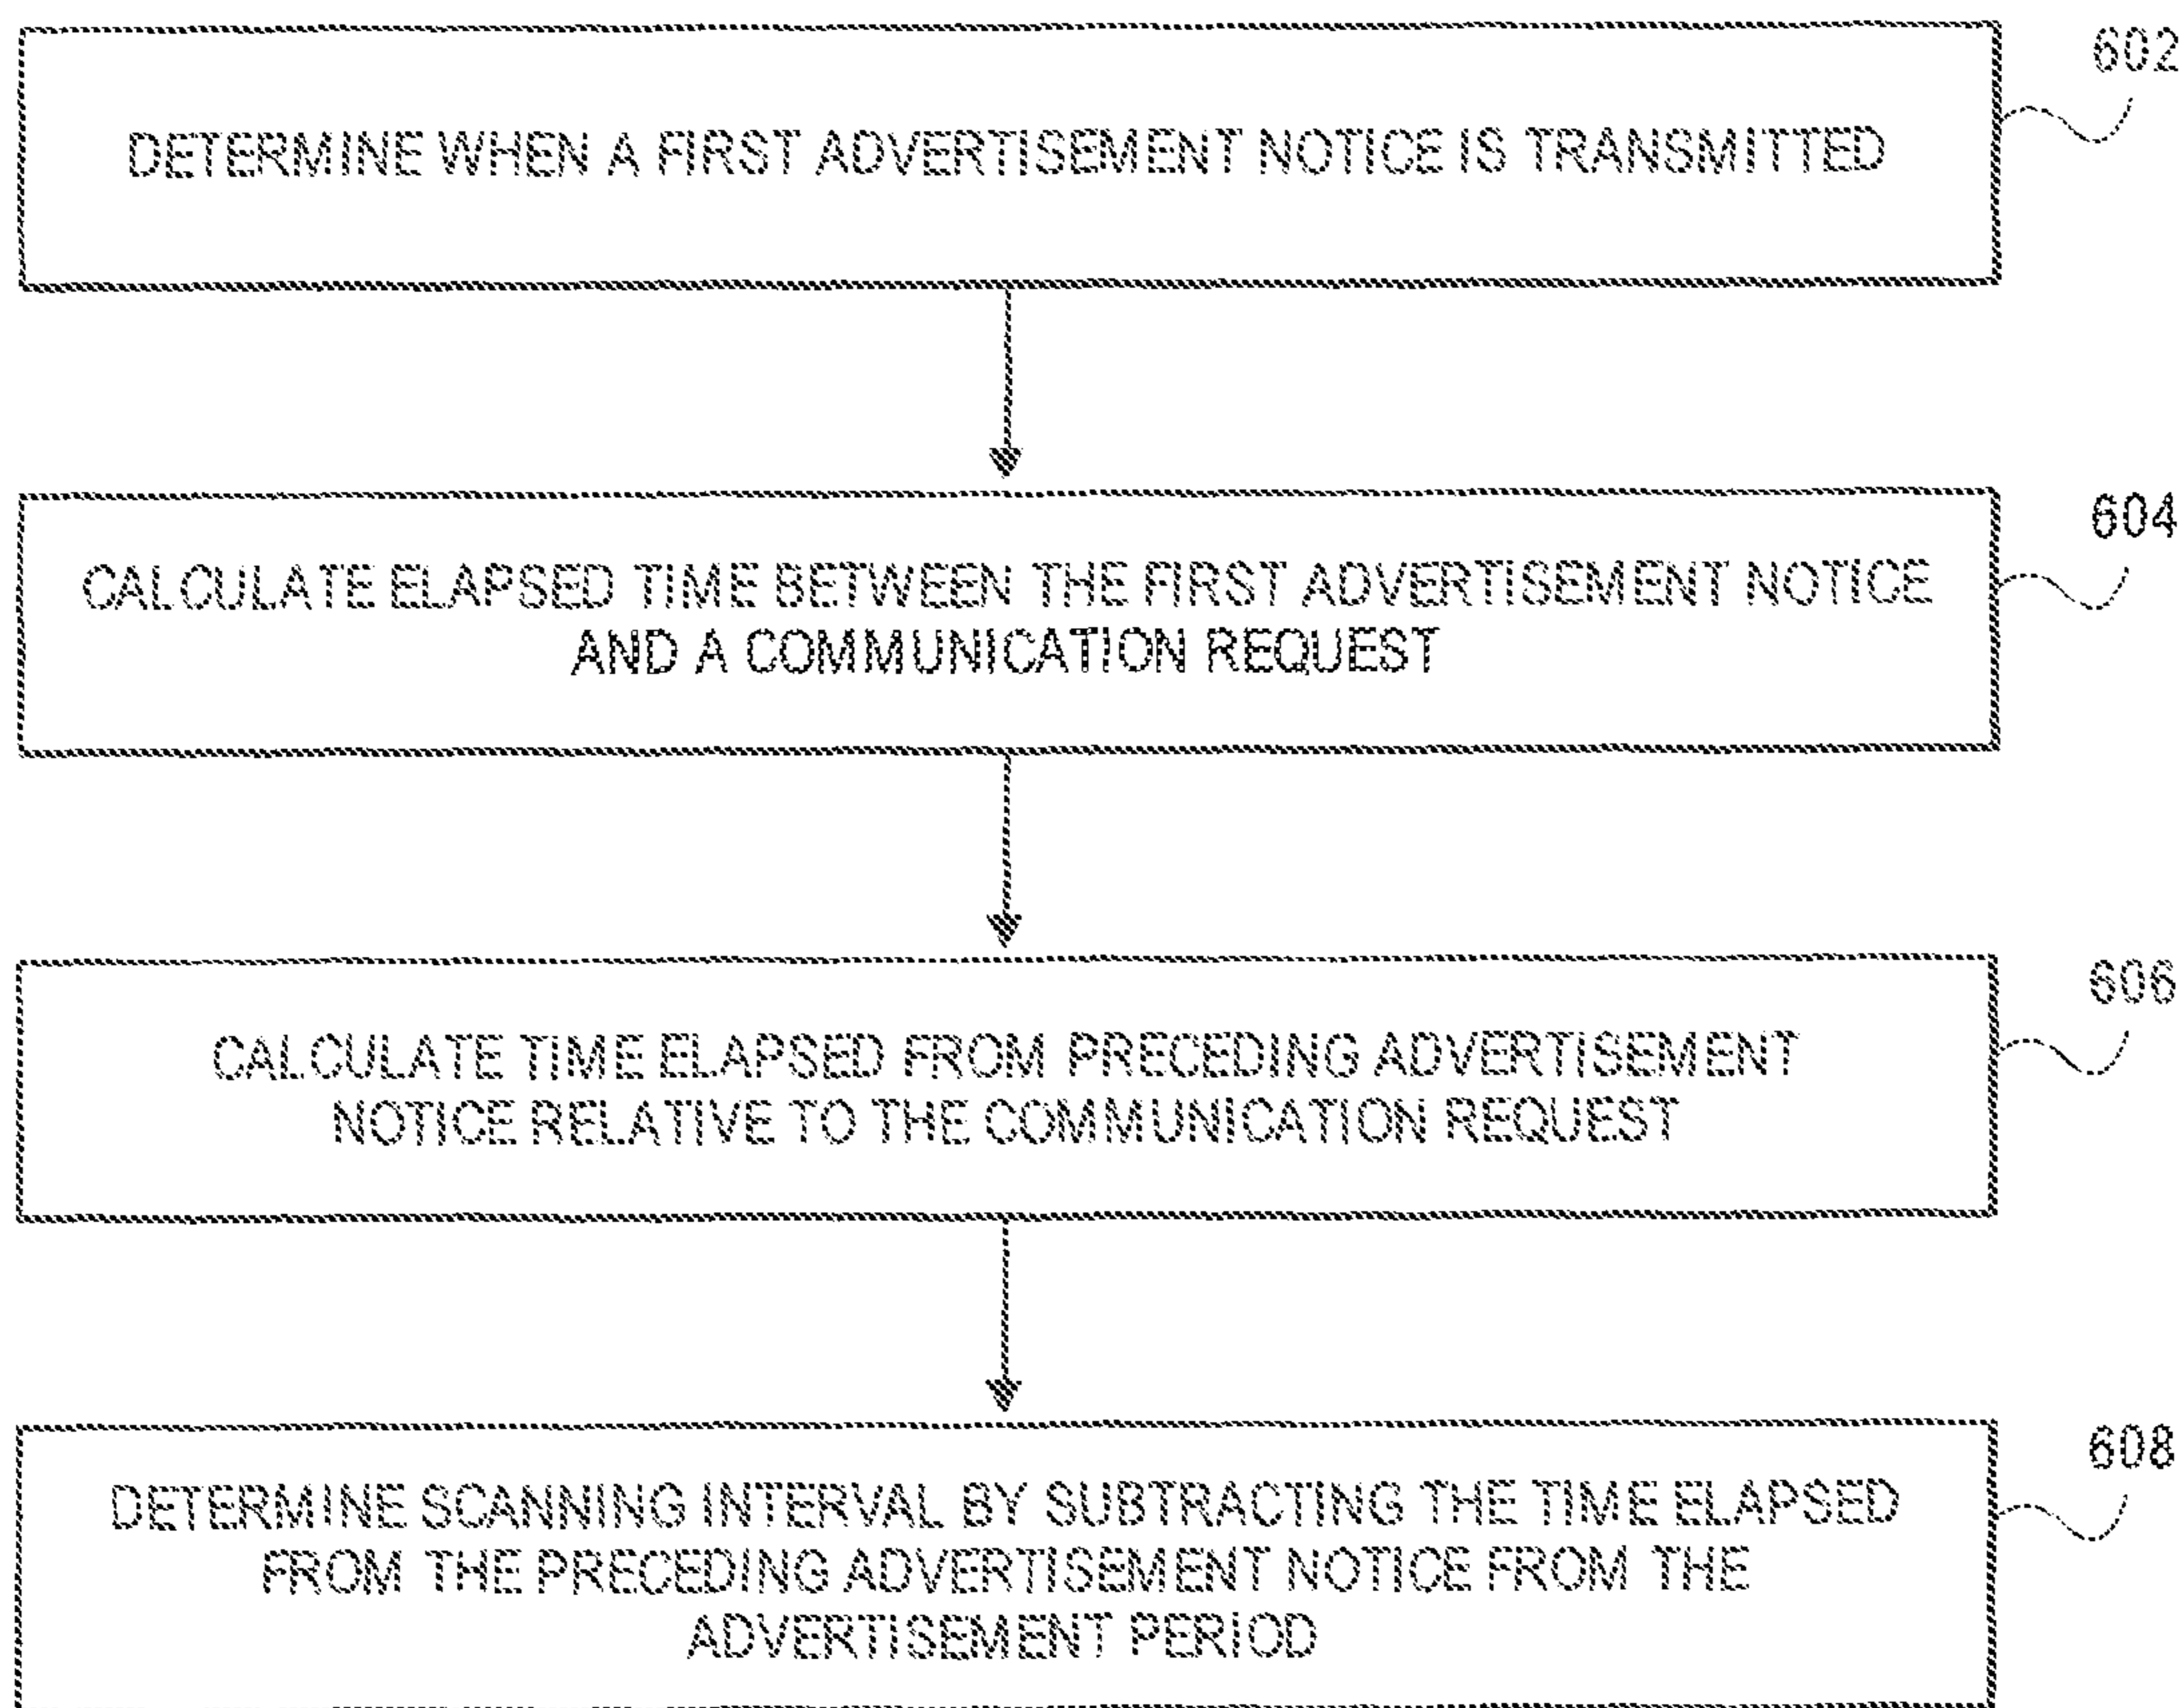 602
DETERMINE WHEN A FIRST ADVERTISEMENT NOTICE IS TRANSMITTED
604
CALCULATE ELAPSED TIME BETWEEN THE FIRST ADVERTISEMENT NOTICE
AND A COMMUNICATION REQUEST
606
CALCULATE TIME ELAPSED FROM PRECEDING ADVERTISEMENT
NOTICE RELATIVE TO THE COMMUNICATION REQUEST
608
DETERMINE SCANNING INTERVAL BY SUBTRACTING THE TIME ELAPSED
FROM THE PRECEDING ADVERTISEMENT NOTICE FROM THE
ADVERTISEMENT PERIOD